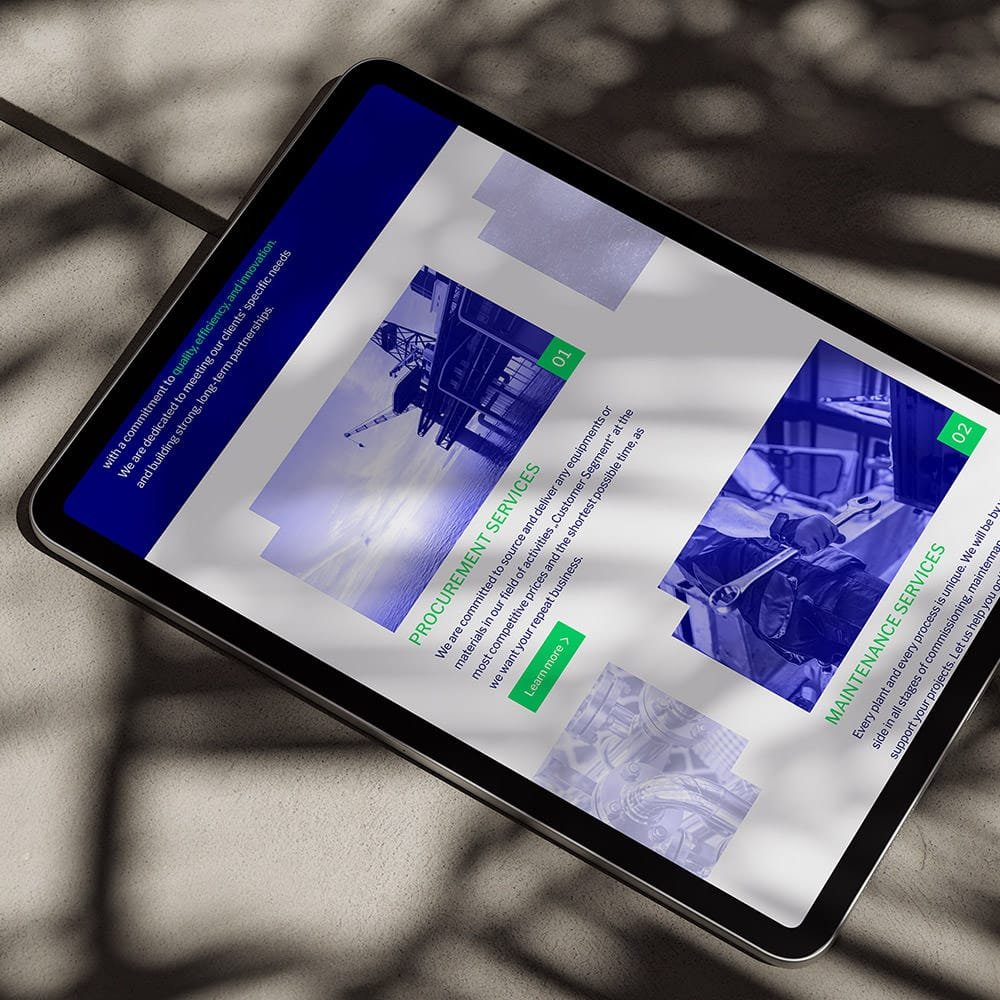 with a commitment to quality, efficiency, and innovation.
We are dedicated to meeting our clients' specific needs
and building strong, long-term partnerships.
01
PROCUREMENT SERVICES
We are committed to source and deliver any equipments or
materials in our field of activities „Customer Segment“ at the
most competitive prices and the shortest possible time, as
we want your repeat business.
Learn more >
02
MAINTENANCE SERVICES
Every plant and every process is unique. We will be by
side in all stages of commissioning, maintenan
support your projects. Let us help you